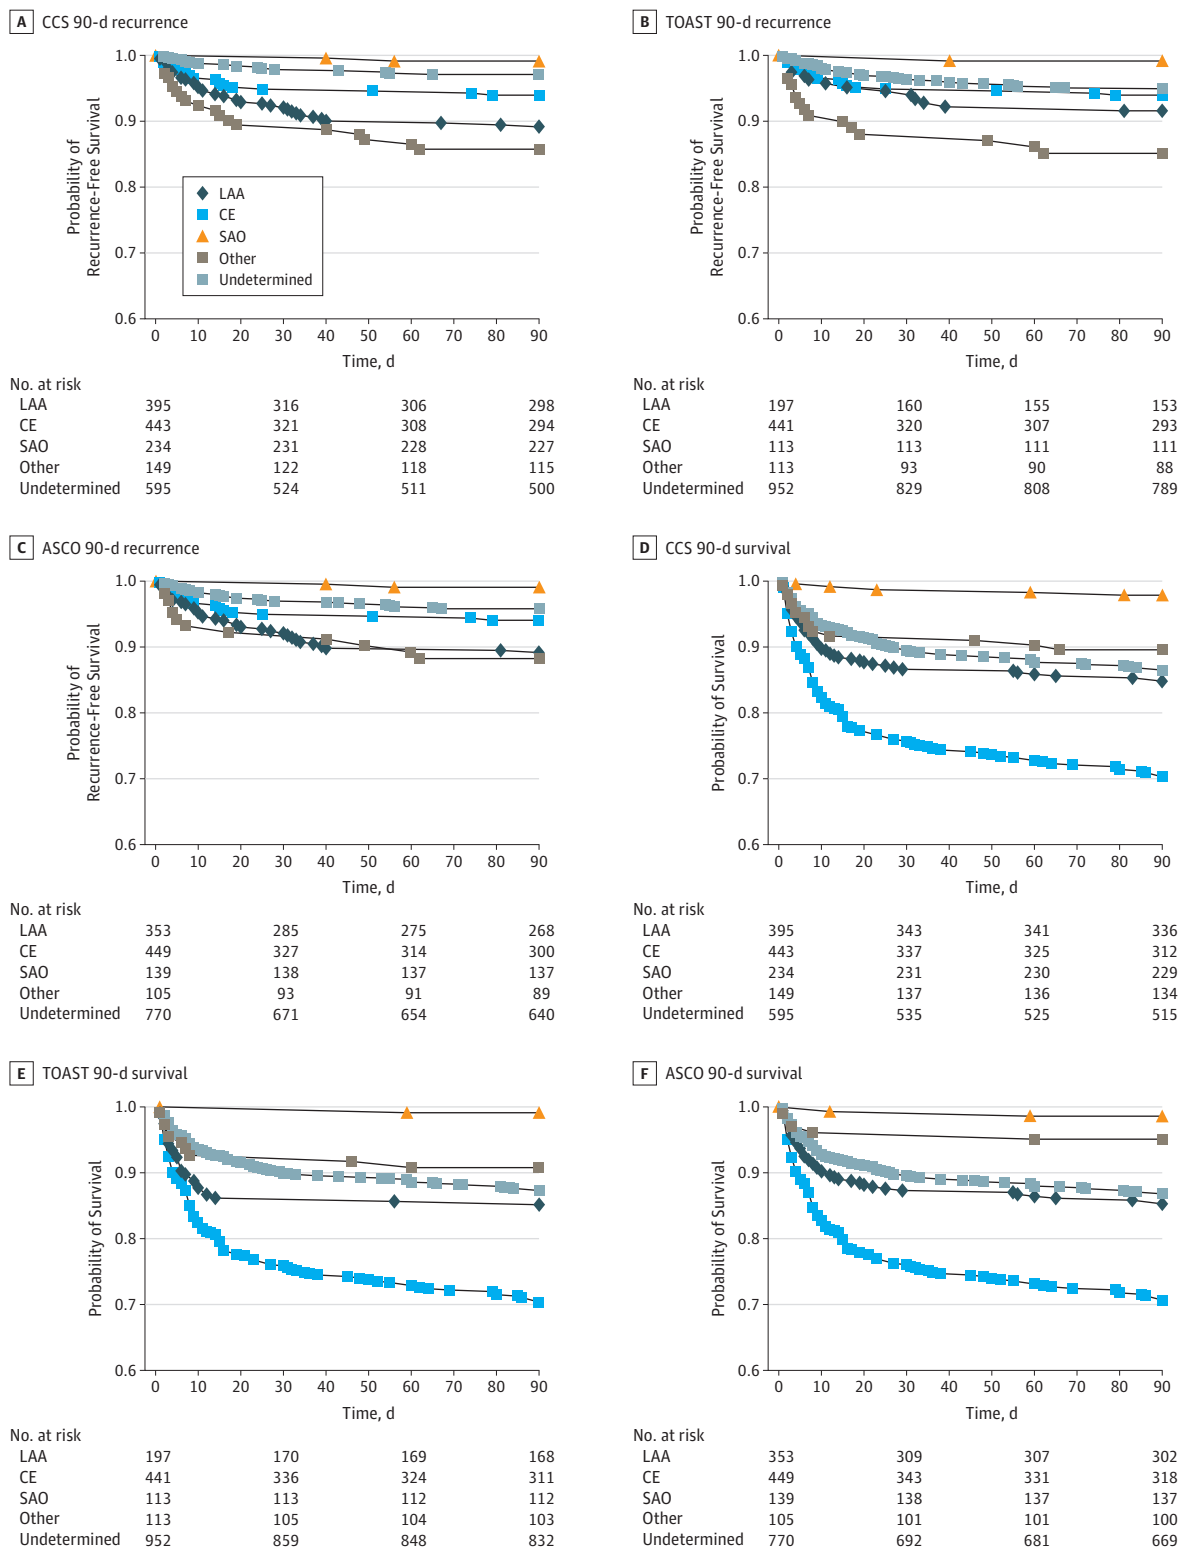 A CCS 90-d recurrence
Probability of
Recurrence-Free Survival
1.0
0.9
0.8
0.7
0.6
LAA
CE
SAO
Other
Undetermined
0 10 20 30 40 50 60 70 80 90
Time, d
No. at risk
LAA 395 316 306 298
CE 443 321 308 294
SAO 234 231 228 227
Other 149 122 118 115
Undetermined 595 524 511 500
B TOAST 90-d recurrence
Probability of
Recurrence-Free Survival
1.0
0.9
0.8
0.7
0.6
0 10 20 30 40 50 60 70 80 90
Time, d
No. at risk
LAA 197 160 155 153
CE 441 320 307 293
SAO 113 113 111 111
Other 113 93 90 88
Undetermined 952 829 808 789
C ASCO 90-d recurrence
Probability of
Recurrence-Free Survival
1.0
0.9
0.8
0.7
0.6
0 10 20 30 40 50 60 70 80 90
Time, d
No. at risk
LAA 353 285 275 268
CE 449 327 314 300
SAO 139 138 137 137
Other 105 93 91 89
Undetermined 770 671 654 640
D CCS 90-d survival
Probability of Survival
1.0
0.9
0.8
0.7
0.6
0 10 20 30 40 50 60 70 80 90
Time, d
No. at risk
LAA 395 343 341 336
CE 443 337 325 312
SAO 234 231 230 229
Other 149 137 136 134
Undetermined 595 535 525 515
E TOAST 90-d survival
Probability of Survival
1.0
0.9
0.8
0.7
0.6
0 10 20 30 40 50 60 70 80 90
Time, d
No. at risk
LAA 197 170 169 168
CE 441 336 324 311
SAO 113 113 112 112
Other 113 105 104 103
Undetermined 952 859 848 832
F ASCO 90-d survival
Probability of Survival
1.0
0.9
0.8
0.7
0.6
0 10 20 30 40 50 60 70 80 90
Time, d
No. at risk
LAA 353 309 307 302
CE 449 343 331 318
SAO 139 138 137 137
Other 105 101 101 100
Undetermined 770 692 681 669